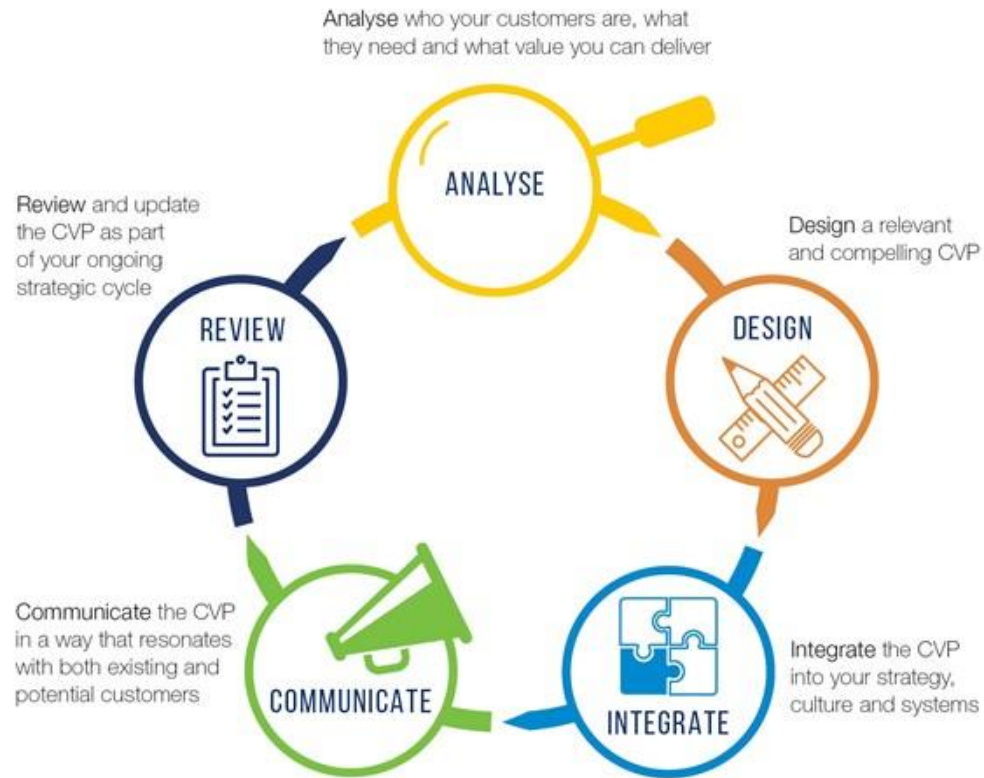 Analyse who your customers are, what
they need and what value you can deliver
ANALYSE
Design a relevant
and compelling CVP
DESIGN
Integrate the CVP
into your strategy,
culture and systems
INTEGRATE
Communicate the CVP
in a way that resonates
with both existing and
potential customers
COMMUNICATE
Review and update
the CVP as part
of your ongoing
strategic cycle
REVIEW